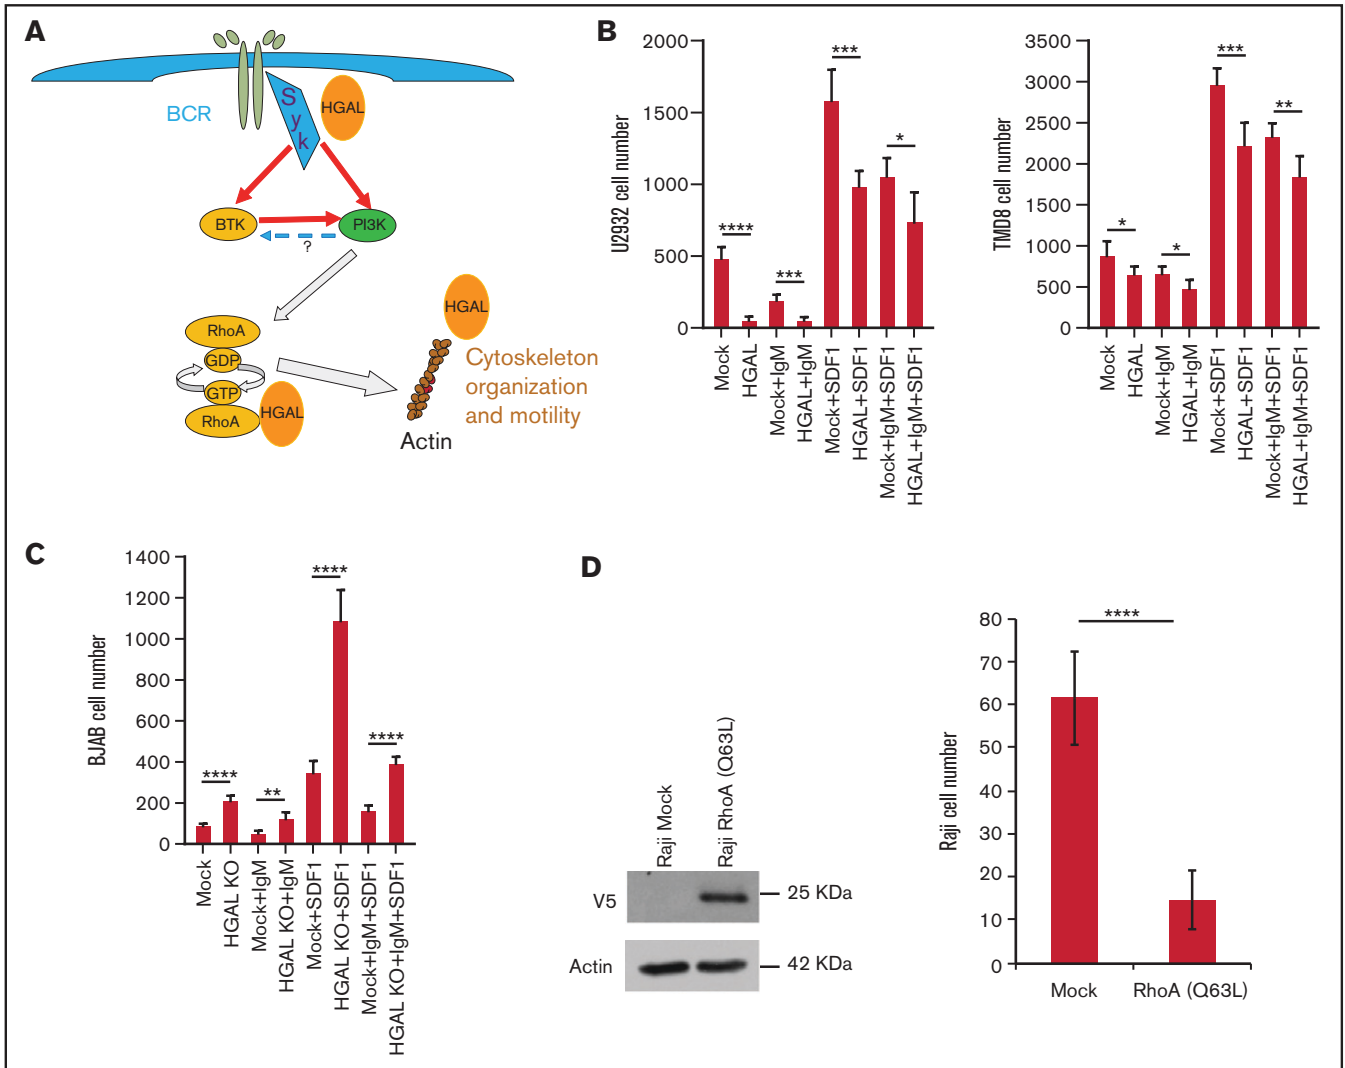 A
BCR
Syk
HGAL
BTK
PI3K
?
RhoA
GDP
GTP
RhoA
HGAL
HGAL
Cytoskeleton
organization
and motility
Actin
B
U2932 cell number
2000
1500
1000
500
0
****
***
***
*
Mock
HGAL
Mock+IgM
HGAL+IgM
Mock+SDF1
HGAL+SDF1
Mock+IgM+SDF1
HGAL+IgM+SDF1
TMD8 cell number
3500
3000
2500
2000
1500
1000
500
0
*
*
***
**
Mock
HGAL
Mock+IgM
HGAL+IgM
Mock+SDF1
HGAL+SDF1
Mock+IgM+SDF1
HGAL+IgM+SDF1
C
BJAB cell number
1400
1200
1000
800
600
400
200
0
****
**
****
****
Mock
HGAL KO
Mock+IgM
HGAL KO+IgM
Mock+SDF1
HGAL KO+SDF1
Mock+IgM+SDF1
HGAL KO+IgM+SDF1
D
Raji Mock
Raji RhoA (Q63L)
V5
25 KDa
Actin
42 KDa
Raji cell number
80
70
60
50
40
30
20
10
0
****
Mock
RhoA (Q63L)